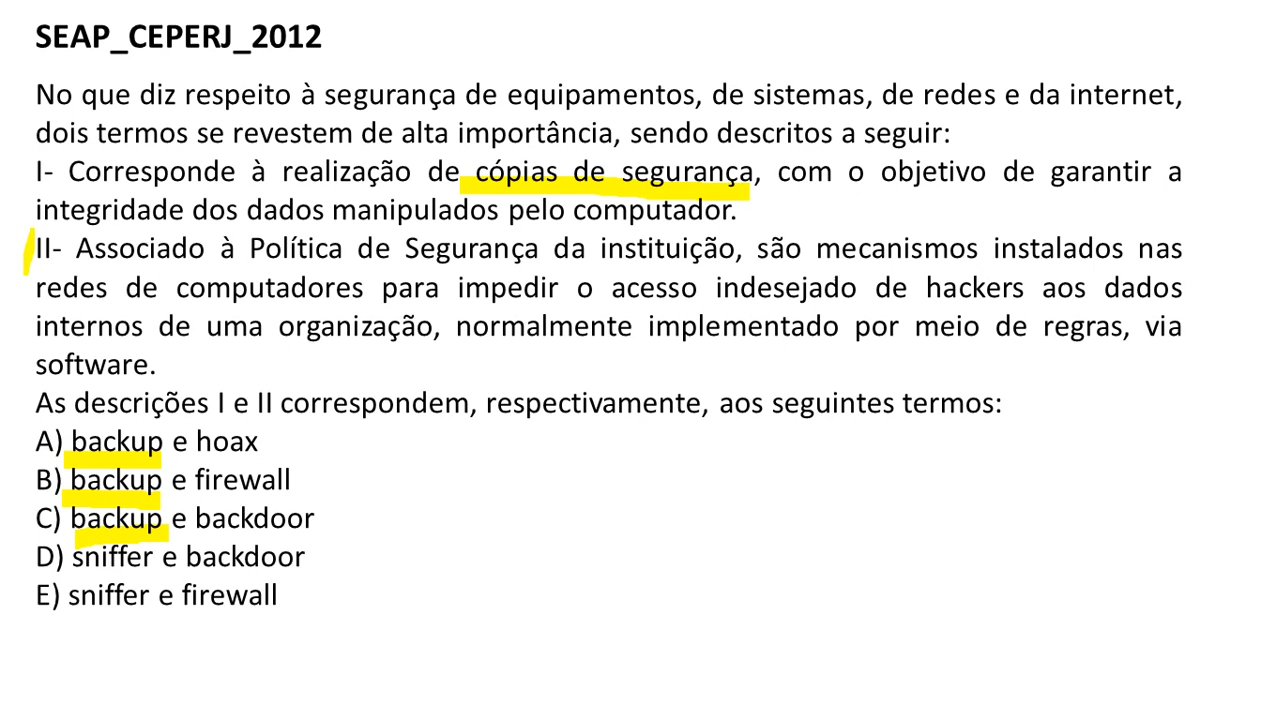 SEAP_CEPERJ_2012
No que diz respeito à segurança de equipamentos, de sistemas, de redes e da internet,
dois termos se revestem de alta importância, sendo descritos a seguir:
I- Corresponde à realização de cópias de segurança, com o objetivo de garantir a
integridade dos dados manipulados pelo computador.
II- Associado à Política de Segurança da instituição, são mecanismos instalados nas
redes de computadores para impedir o acesso indesejado de hackers aos dados
internos de uma organização, normalmente implementado por meio de regras, via
software.
As descrições I e II correspondem, respectivamente, aos seguintes termos:
A) backup e hoax
B) backup e firewall
C) backup e backdoor
D) sniffer e backdoor
E) sniffer e firewall